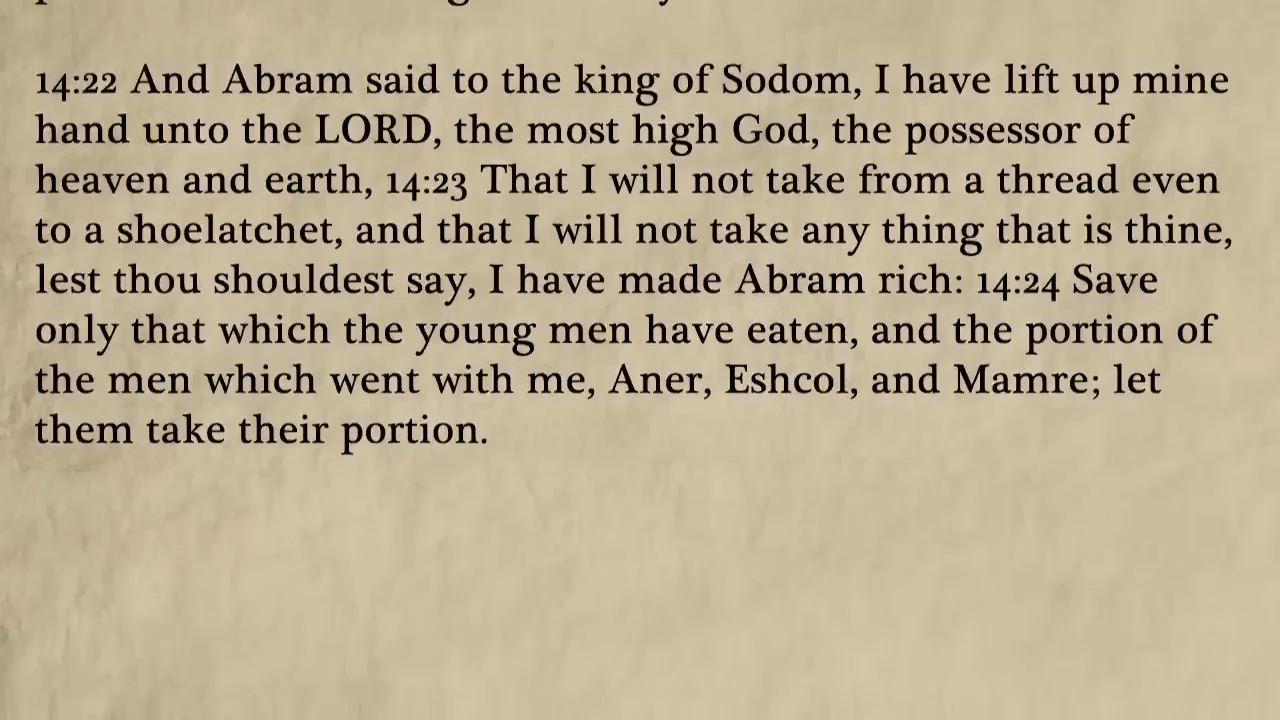 14:22 And Abram said to the king of Sodom, I have lift up mine
hand unto the LORD, the most high God, the possessor of
heaven and earth, 14:23 That I will not take from a thread even
to a shoelatchet, and that I will not take any thing that is thine,
lest thou shouldest say, I have made Abram rich: 14:24 Save
only that which the young men have eaten, and the portion of
the men which went with me, Aner, Eshcol, and Mamre; let
them take their portion.